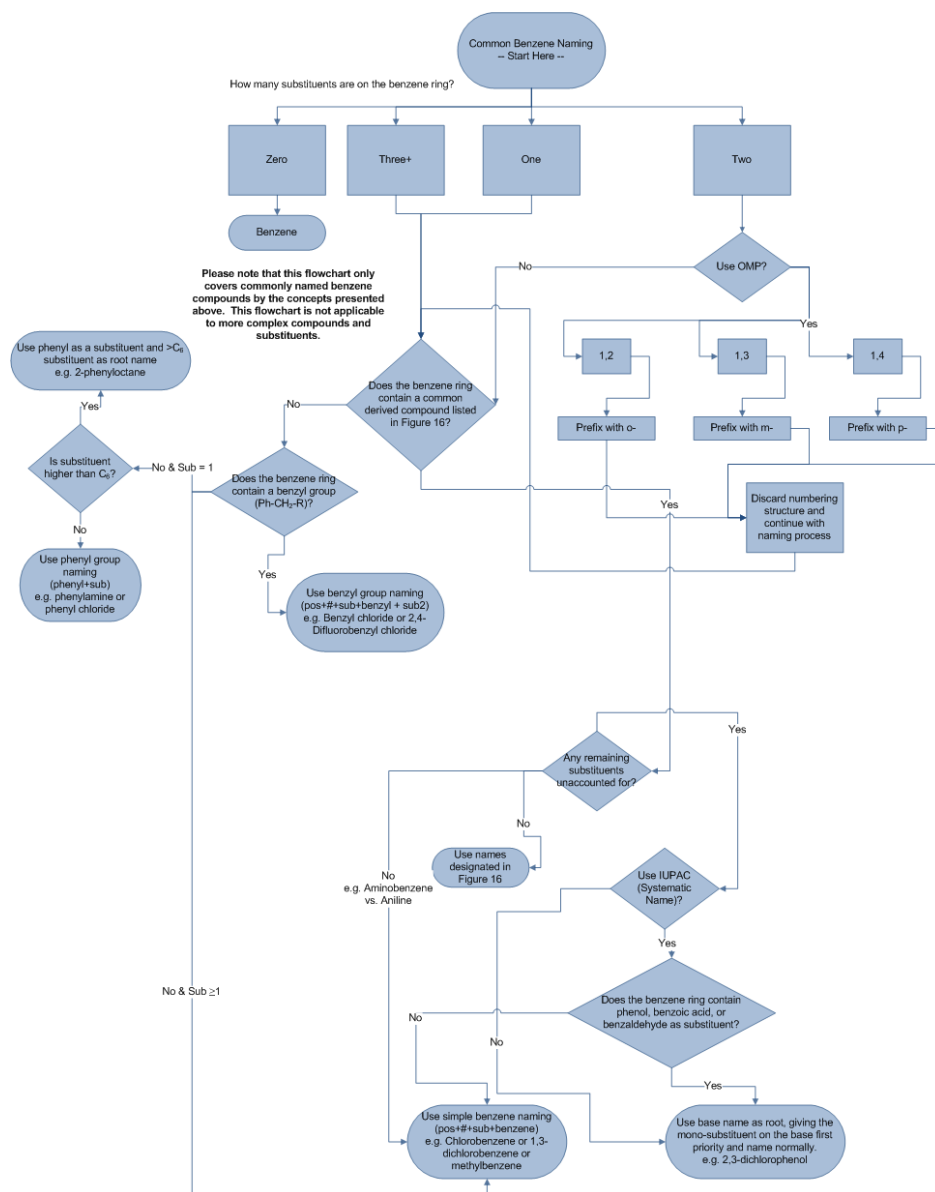 Common Benzene Naming
-- Start Here --
How many substituents are on the benzene ring?
Zero
Three+
One
Two
Benzene
Use OMP?
No
Yes
Please note that this flowchart only
covers commonly named benzene
compounds by the concepts presented
above. This flowchart is not applicable
to more complex compounds and
substituents.
1,2
1,3
1,4
Prefix with o-
Prefix with m-
Prefix with p-
Use phenyl as a substituent and >C₆
substituent as root name
e.g. 2-phenyloctane
Does the benzene ring
contain a common
derived compound listed
in Figure 16?
No
Yes
Yes
Is substituent
higher than C₆?
No & Sub = 1
Does the benzene ring
contain a benzyl group
(Ph-CH₂-R)?
Discard numbering
structure and
continue with
naming process
No
Yes
Use phenyl group
naming
(phenyl+sub)
e.g. phenylamine or
phenyl chloride
Use benzyl group naming
(pos+#+sub+benzyl + sub2)
e.g. Benzyl chloride or 2,4-
Difluorobenzyl chloride
Yes
Any remaining
substituents
unaccounted for?
No
Use names
designated in
Figure 16
No
e.g. Aminobenzene
vs. Aniline
Use IUPAC
(Systematic
Name)?
Yes
No & Sub ≥1
Does the benzene ring contain
phenol, benzoic acid, or
benzaldehyde as substituent?
No
No
Yes
Use simple benzene naming
(pos+#+sub+benzene)
e.g. Chlorobenzene or 1,3-
dichlorobenzene or
methylbenzene
Use base name as root, giving the
mono-substituent on the base first
priority and name normally.
e.g. 2,3-dichlorophenol